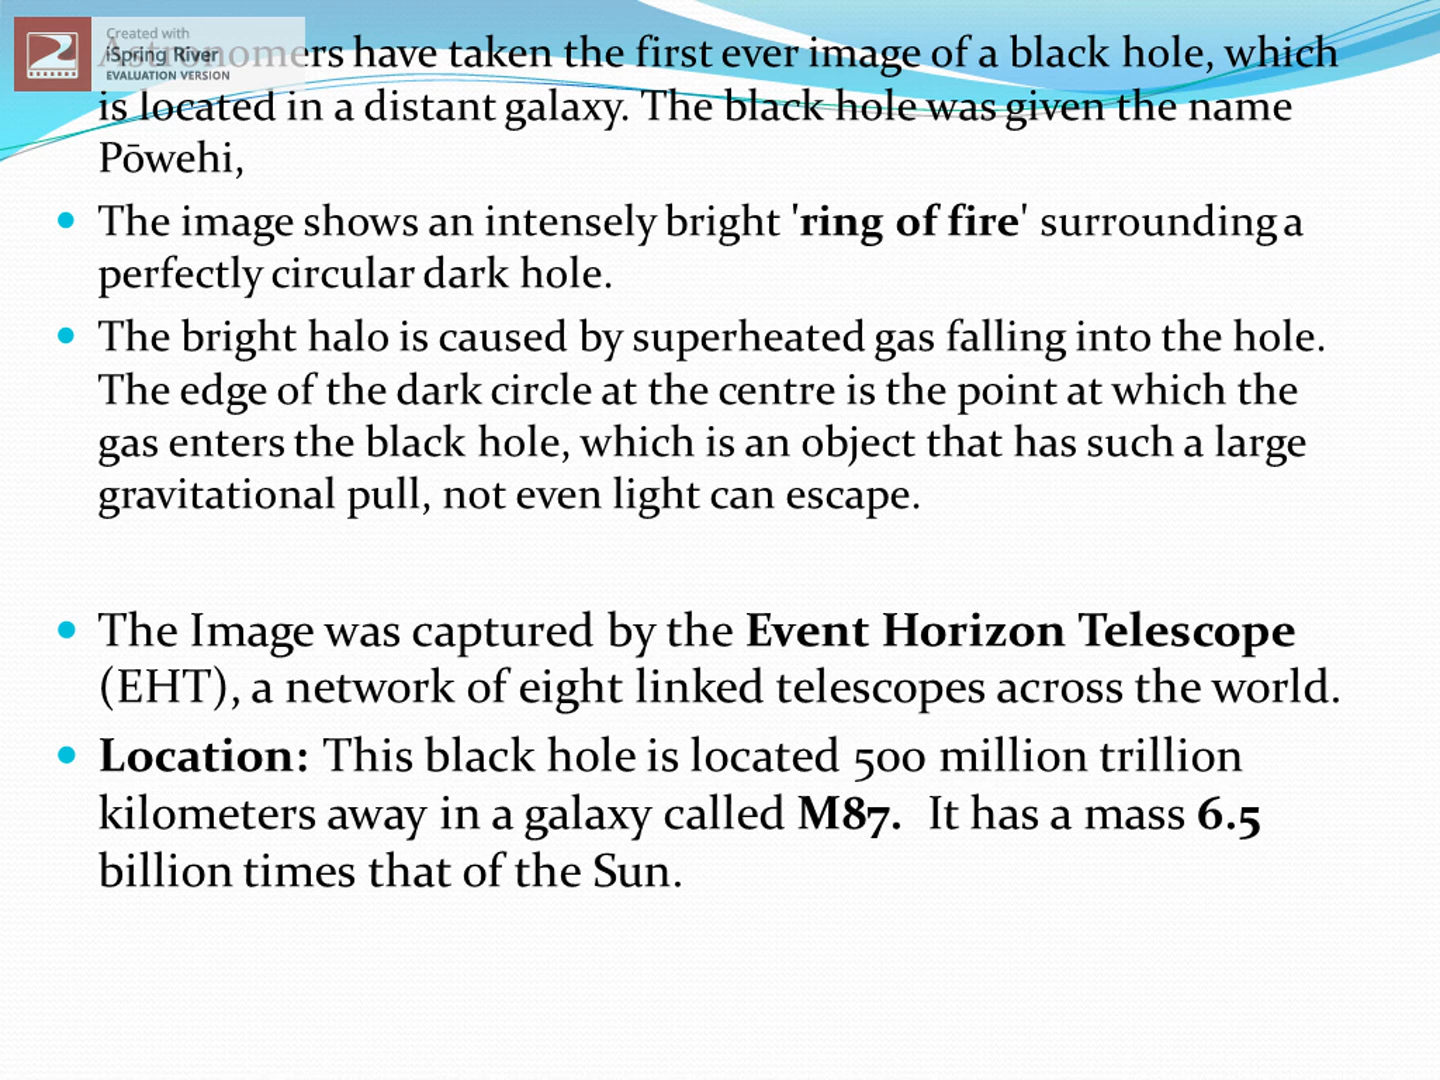 Created with
iSpring River
EVALUATION VERSION
Astronomers have taken the first ever image of a black hole, which
is located in a distant galaxy. The black hole was given the name
Pōwehi,
• The image shows an intensely bright 'ring of fire' surrounding a
perfectly circular dark hole.
• The bright halo is caused by superheated gas falling into the hole.
The edge of the dark circle at the centre is the point at which the
gas enters the black hole, which is an object that has such a large
gravitational pull, not even light can escape.
• The Image was captured by the Event Horizon Telescope
(EHT), a network of eight linked telescopes across the world.
• Location: This black hole is located 500 million trillion
kilometers away in a galaxy called M87. It has a mass 6.5
billion times that of the Sun.